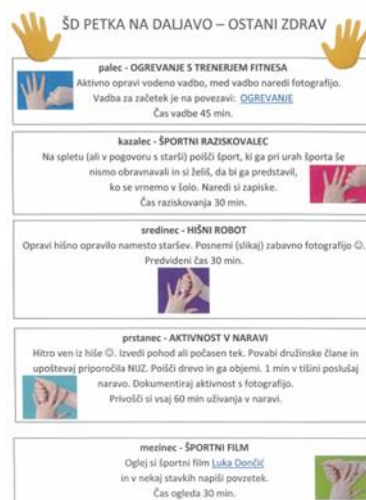 ŠD PETKA NA DALJAVO – OSTANI ZDRAV
palec - OGREVANJE S TRENERJEM FITNESA
Aktivno opravi vodeno vadbo, med vadbo naredi fotografijo.
Vadba za začetek je na povezavi: OGREVANJE
Čas vadbe 45 min.
kazalec - ŠPORTNI RAZISKOVALEC
Na spletu (ali v pogovoru s starši) poišči šport, ki ga pri urah športa še
nismo obravnavali in si želiš, da bi ga predstavil,
ko se vrnemo v šolo. Naredi si zapiske.
Čas raziskovanja 30 min.
sredinec - HIŠNI ROBOT
Opravi hišno opravilo namesto staršev. Posnemi (slikaj) zabavno fotografijo ☺.
Predvideni čas 30 min.
prstanec - AKTIVNOST V NARAVI
Hitro ven iz hiše ☺. Izvedi pohod ali počasen tek. Povabi družinske člane in
upoštevaj priporočila NIJZ. Poišči drevo in ga objemi. 1 min v tišini poslušaj
naravo. Dokumentiraj aktivnost s fotografijo.
Privošči si vsaj 60 min uživanja v naravi.
mezinec - ŠPORTNI FILM
Oglej si športni film Luka Dončić
in v nekaj stavkih napiši povzetek.
Čas ogleda 30 min.